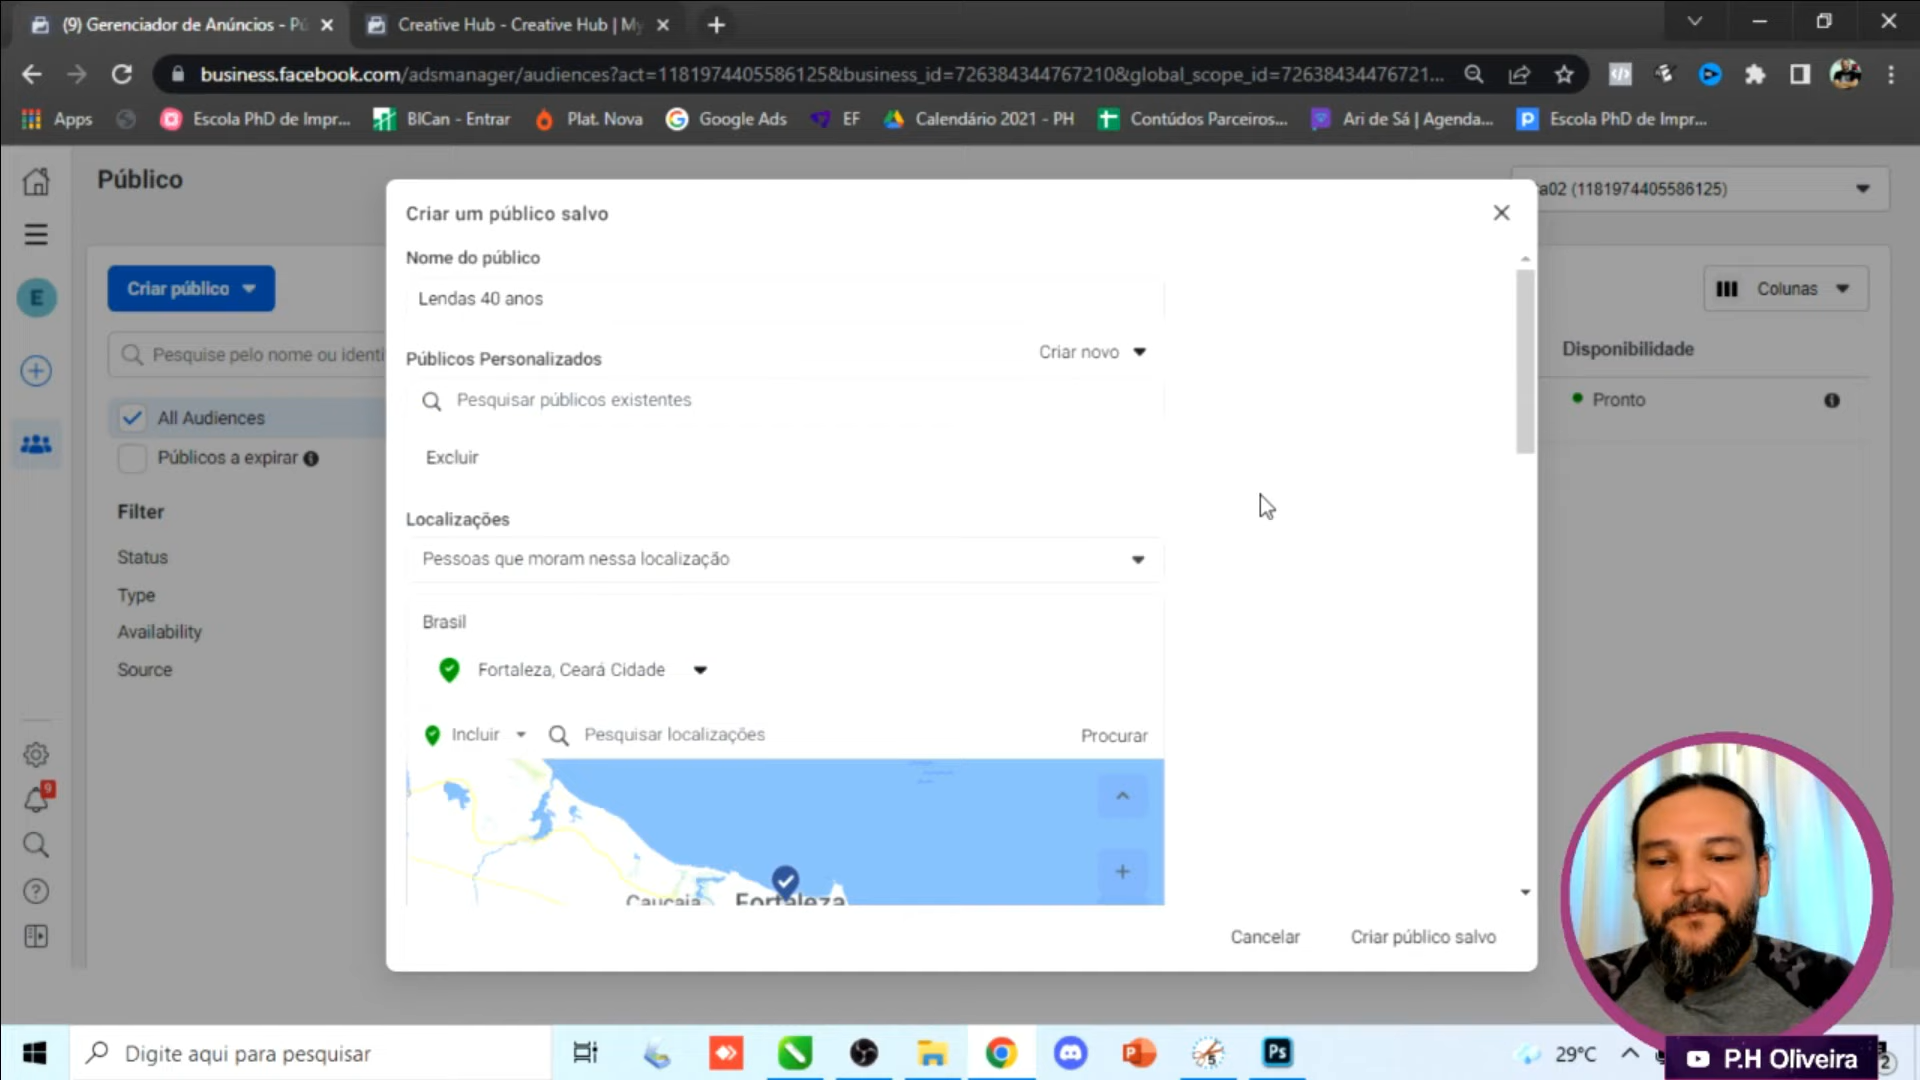 (9) Gerenciador de Anúncios - Pú
Creative Hub - Creative Hub | My
business.facebook.com/adsmanager/audiences?act=1181974405586125&business_id=726384344767210&global_scope_id=72638434476721...
Apps
Escola PhD de Impr...
BICan - Entrar
Plat. Nova
Google Ads
EF
Calendário 2021 - PH
Contúdos Parceiros...
Ari de Sá | Agenda...
Escola PhD de Impr...
Público
a02 (1181974405586125)
Criar público
Colunas
Pesquise pelo nome ou identi
Disponibilidade
Pronto
All Audiences
Públicos a expirar
Filter
Status
Type
Availability
Source
E
9
Criar um público salvo
Nome do público
Lendas 40 anos
Públicos Personalizados
Criar novo
Pesquisar públicos existentes
Excluir
Localizações
Pessoas que moram nessa localização
Brasil
Fortaleza, Ceará Cidade
Incluir
Pesquisar localizações
Procurar
Caucaia
Fortaleza
Cancelar
Criar público salvo
Digite aqui para pesquisar
Ps
29°C
P.H Oliveira
2